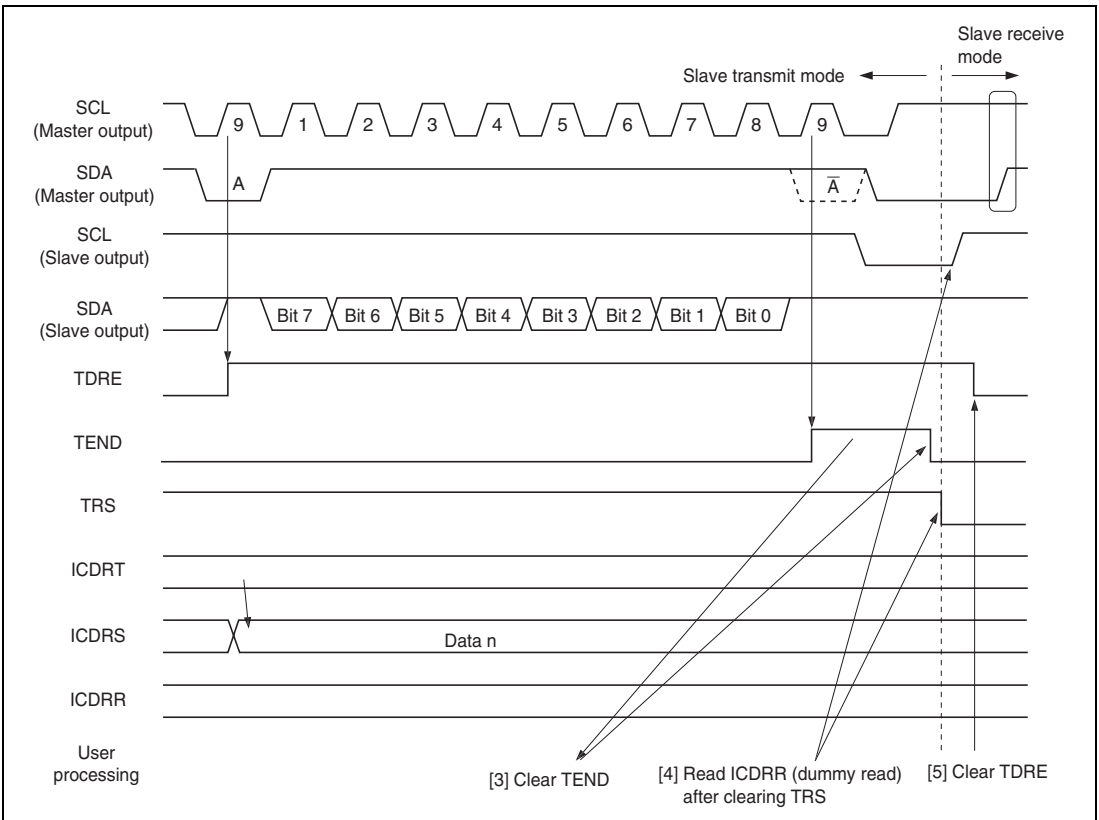 Slave receive
mode
Slave transmit mode
SCL
(Master output)
9 1 2 3 4 5 6 7 8 9
SDA
(Master output)
A A̅
SCL
(Slave output)
SDA
(Slave output)
Bit 7 Bit 6 Bit 5 Bit 4 Bit 3 Bit 2 Bit 1 Bit 0
TDRE
TEND
TRS
ICDRT
ICDRS
Data n
ICDRR
User
processing
[3] Clear TEND
[4] Read ICDRR (dummy read)
after clearing TRS
[5] Clear TDRE